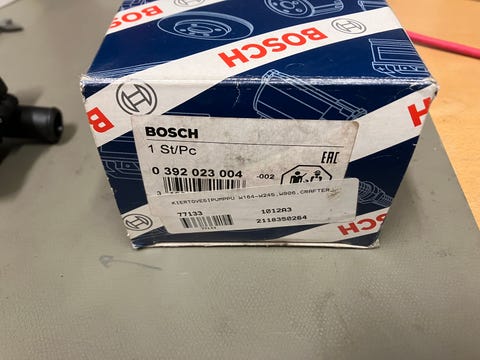 BOSCH
BOSCH
BOSCH
1 St/Pc
0 392 023 004
-002
EAC
KIERTOVESIPUMPPU W164-W245,W906,CRAFTER
77133 1012A3
2118350264